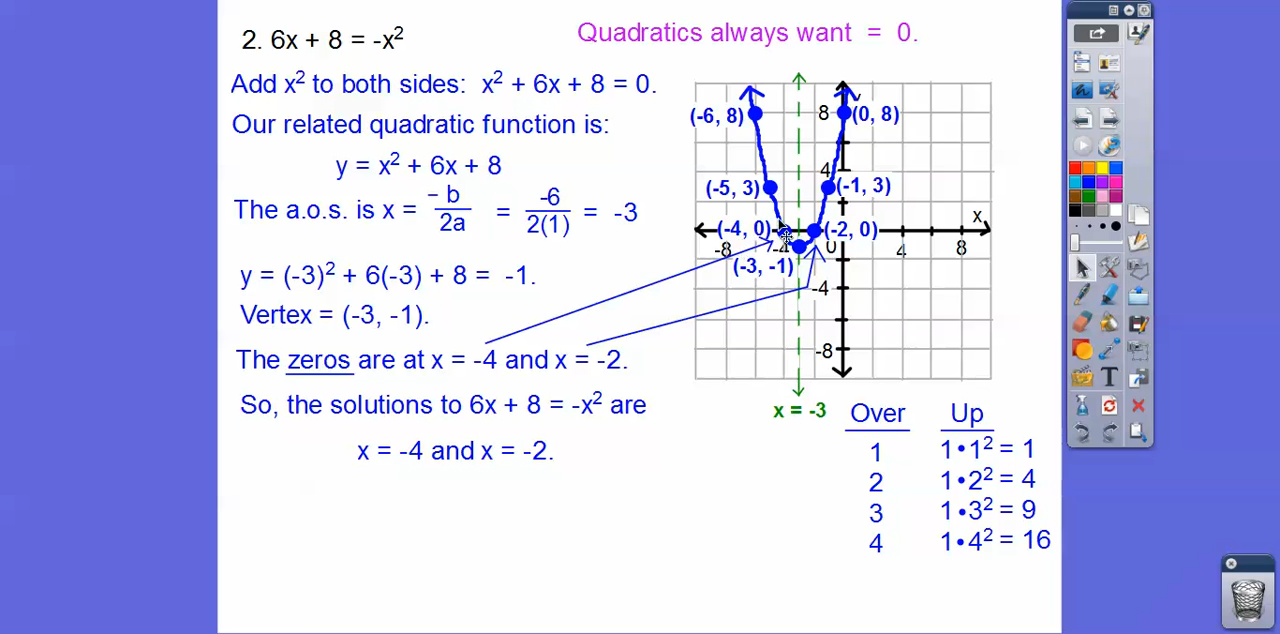 2. 6x + 8 = -x²
Quadratics always want = 0.
Add x² to both sides: x² + 6x + 8 = 0.
Our related quadratic function is:
y = x² + 6x + 8
The a.o.s. is x = -b/2a = -6/2(1) = -3
y = (-3)² + 6(-3) + 8 = -1.
Vertex = (-3, -1).
The zeros are at x = -4 and x = -2.
So, the solutions to 6x + 8 = -x² are
x = -4 and x = -2.
(-6, 8) 8 (0, 8)
4
(-5, 3) (-1, 3)
x
(-4, 0) (-2, 0)
-8 -4 0 4 8
(-3, -1)
-4
-8
x = -3
Over Up
1 1•1² = 1
2 1•2² = 4
3 1•3² = 9
4 1•4² = 16
T